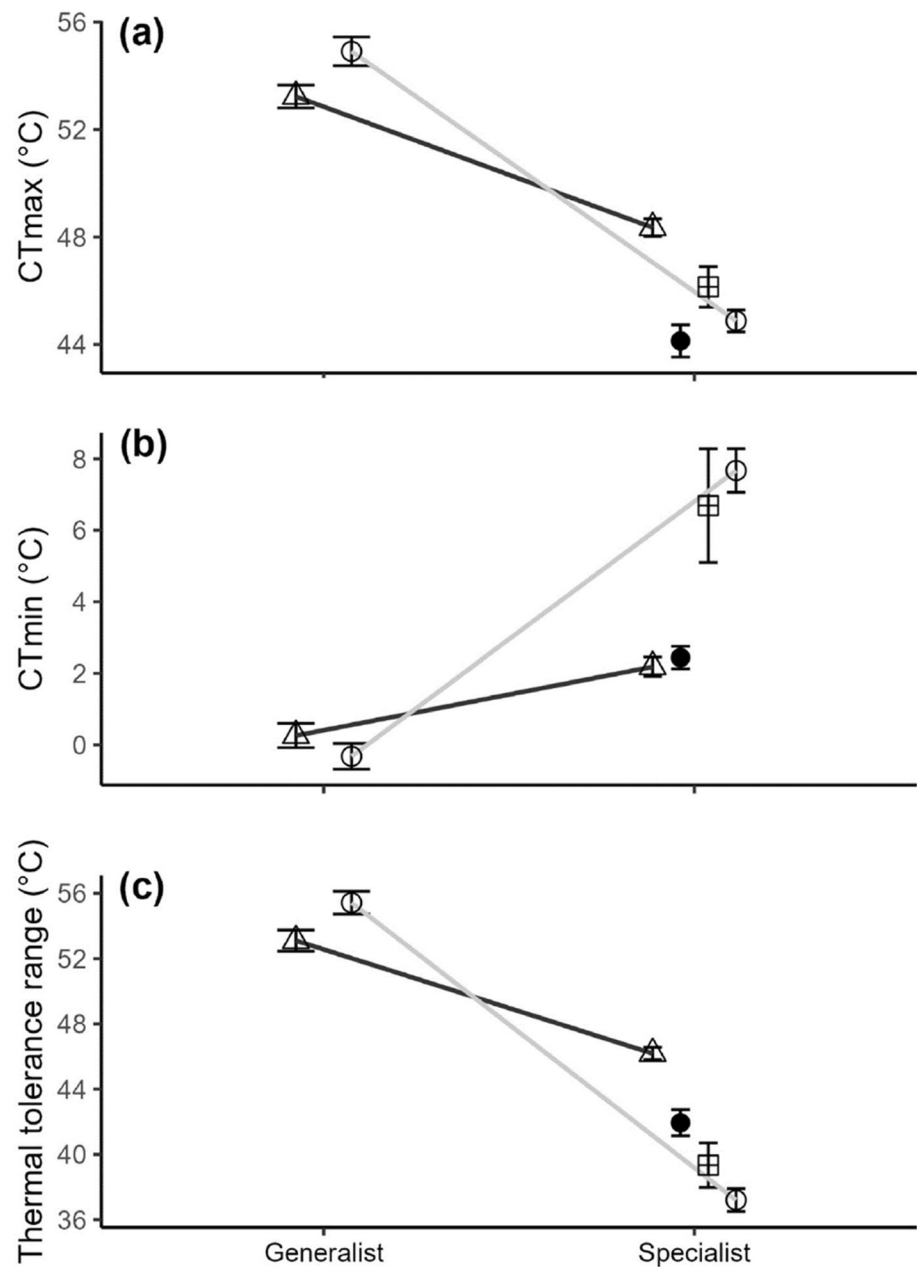 (a)
CTmax (°C)
56
52
48
44
(b)
CTmin (°C)
8
6
4
2
0
(c)
Thermal tolerance range (°C)
56
52
48
44
40
36
Generalist
Specialist